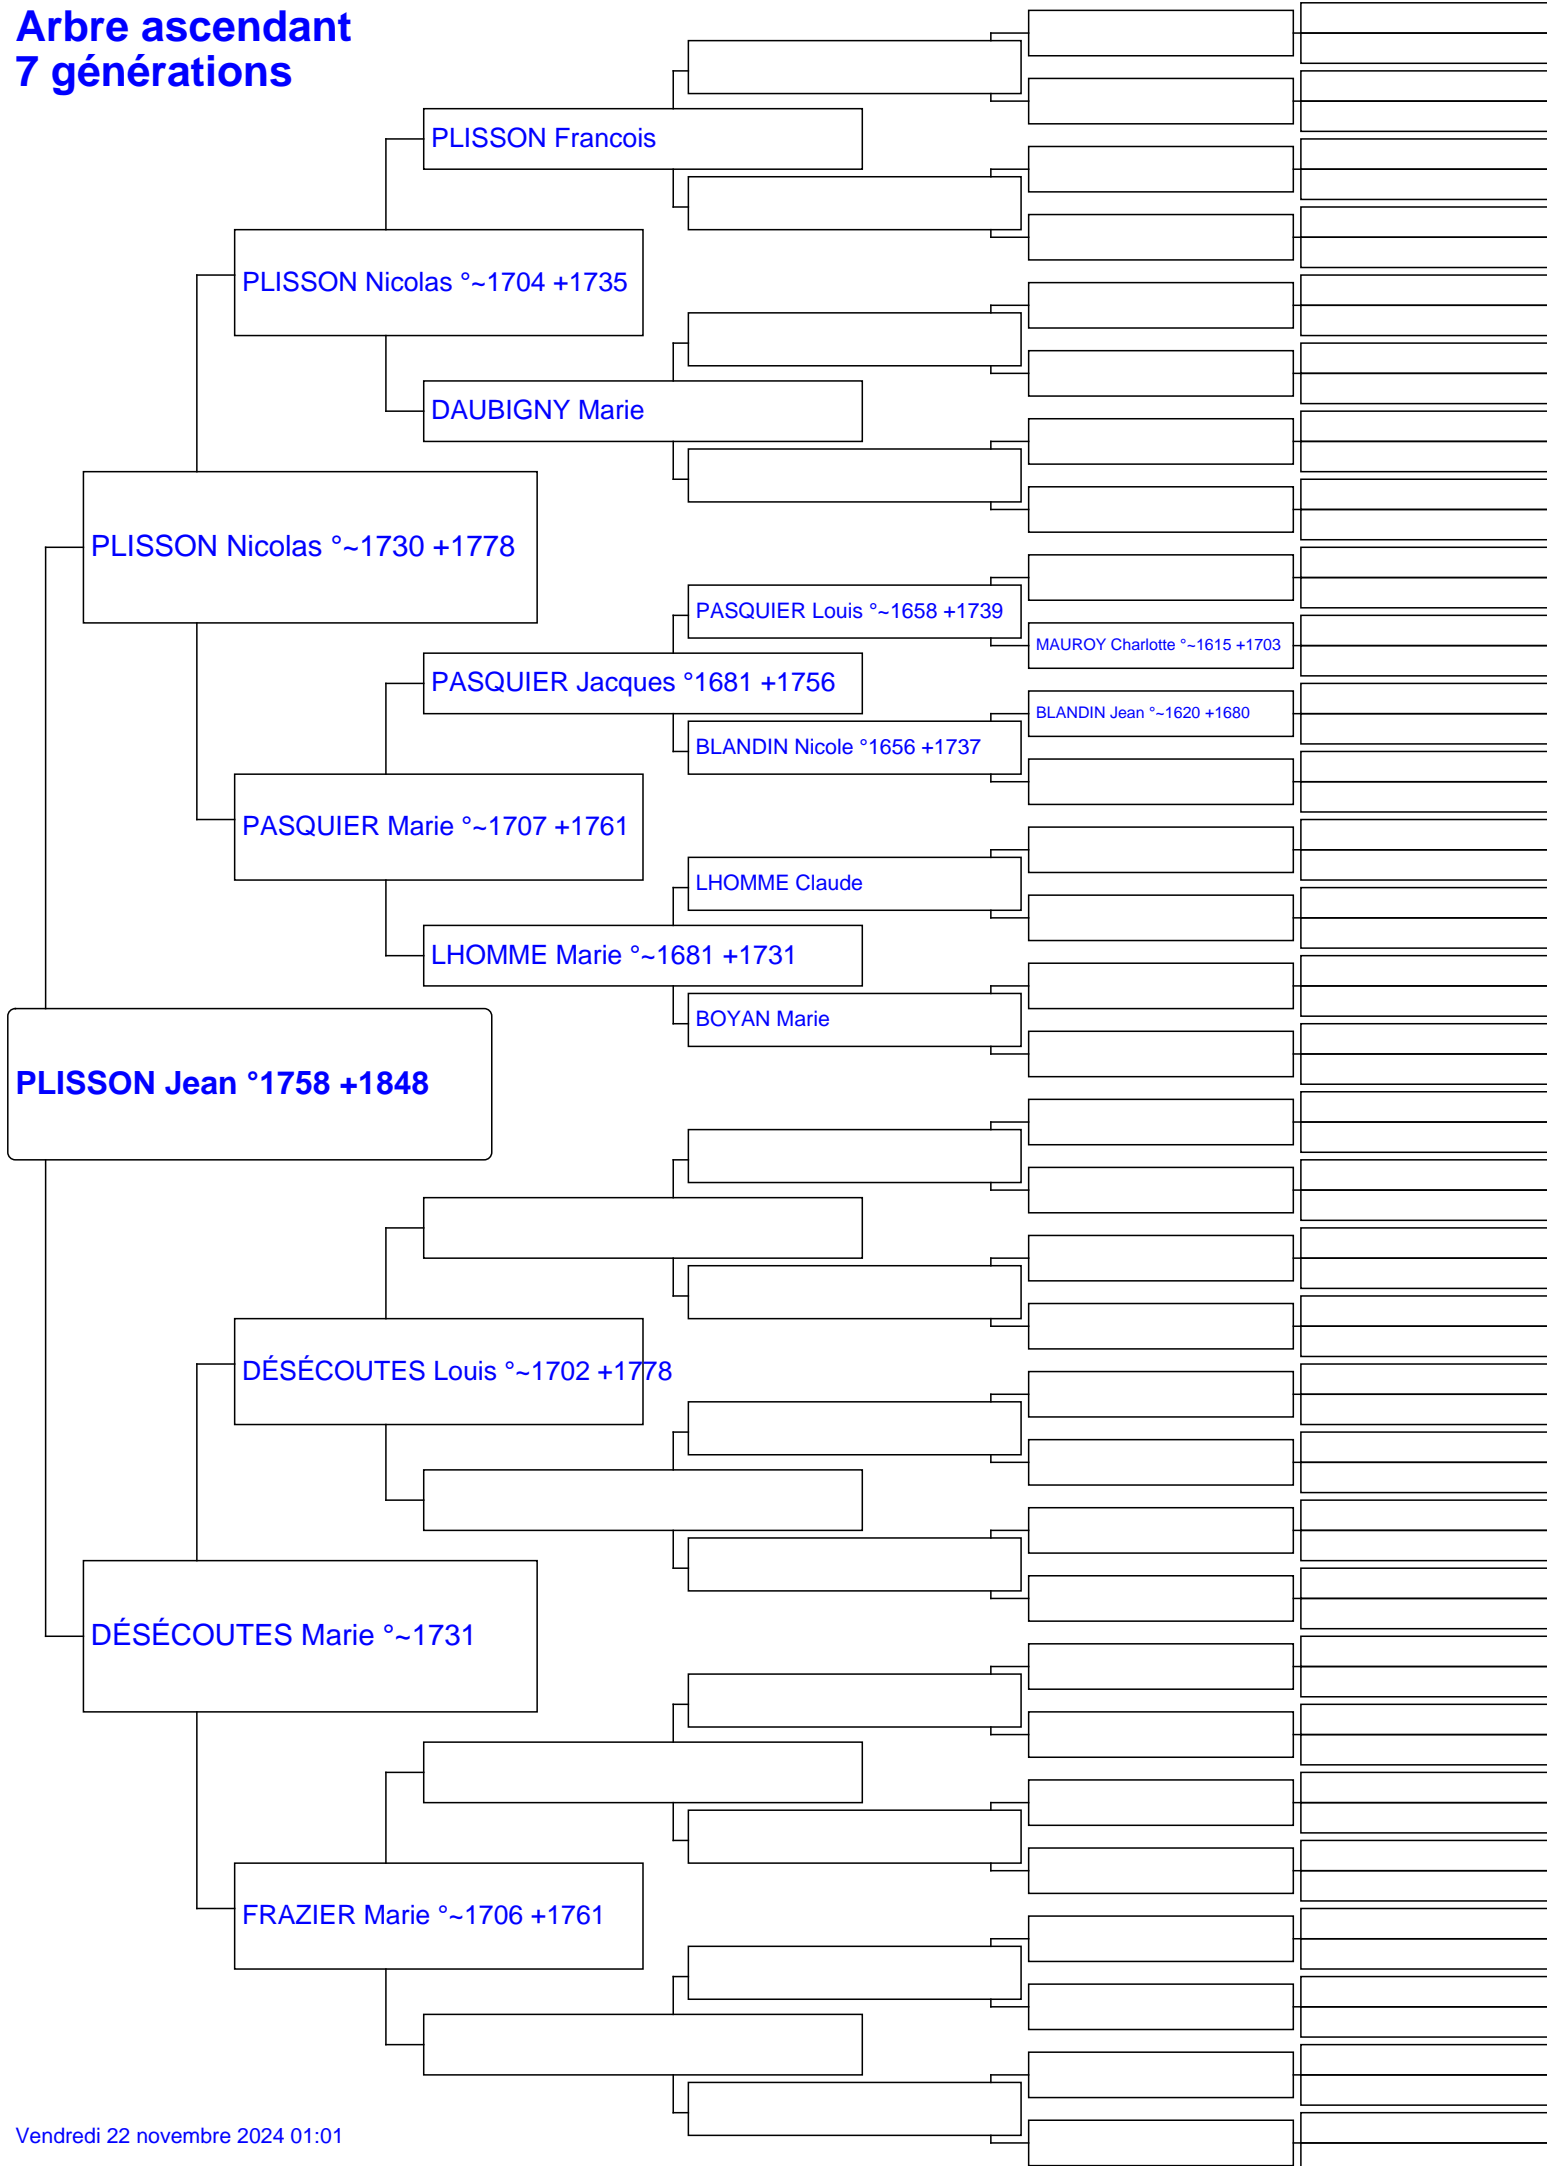 Arbre ascendant
7 générations
PLISSON Francois
PLISSON Nicolas °~1704 +1735
DAUBIGNY Marie
PLISSON Nicolas °~1730 +1778
PASQUIER Louis °~1658 +1739
MAUROY Charlotte °~1615 +1703
PASQUIER Jacques °1681 +1756
BLANDIN Jean °~1620 +1680
BLANDIN Nicole °1656 +1737
PASQUIER Marie °~1707 +1761
LHOMME Claude
LHOMME Marie °~1681 +1731
BOYAN Marie
PLISSON Jean °1758 +1848
DÉSÉCOUTES Louis °~1702 +1778
DÉSÉCOUTES Marie °~1731
FRAZIER Marie °~1706 +1761
Vendredi 22 novembre 2024 01:01